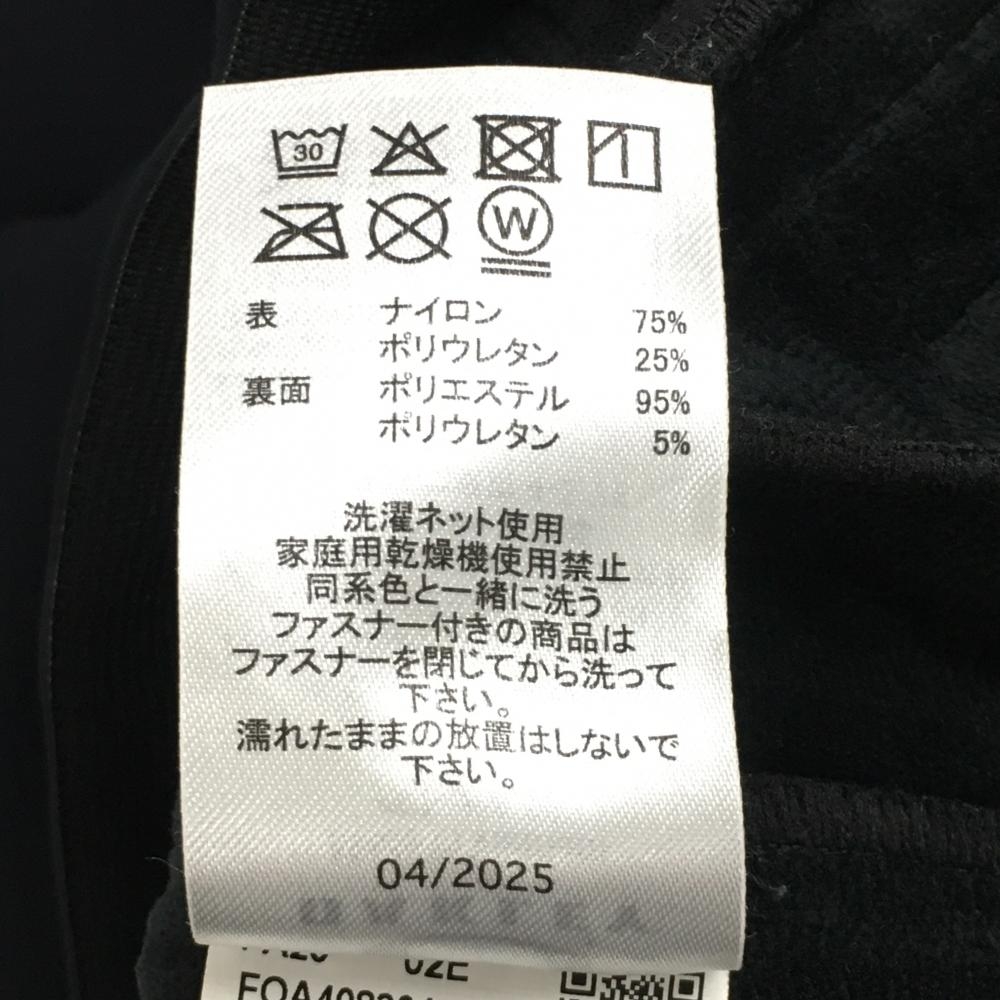 30
W
表 ナイロン 75%
ポリウレタン 25%
裏面 ポリエステル 95%
ポリウレタン 5%
洗濯ネット使用
家庭用乾燥機使用禁止
同系色と一緒に洗う
ファスナー付きの商品は
ファスナーを閉じてから洗って
下さい。
濡れたままの放置はしないで
下さい。
04/2025
02E